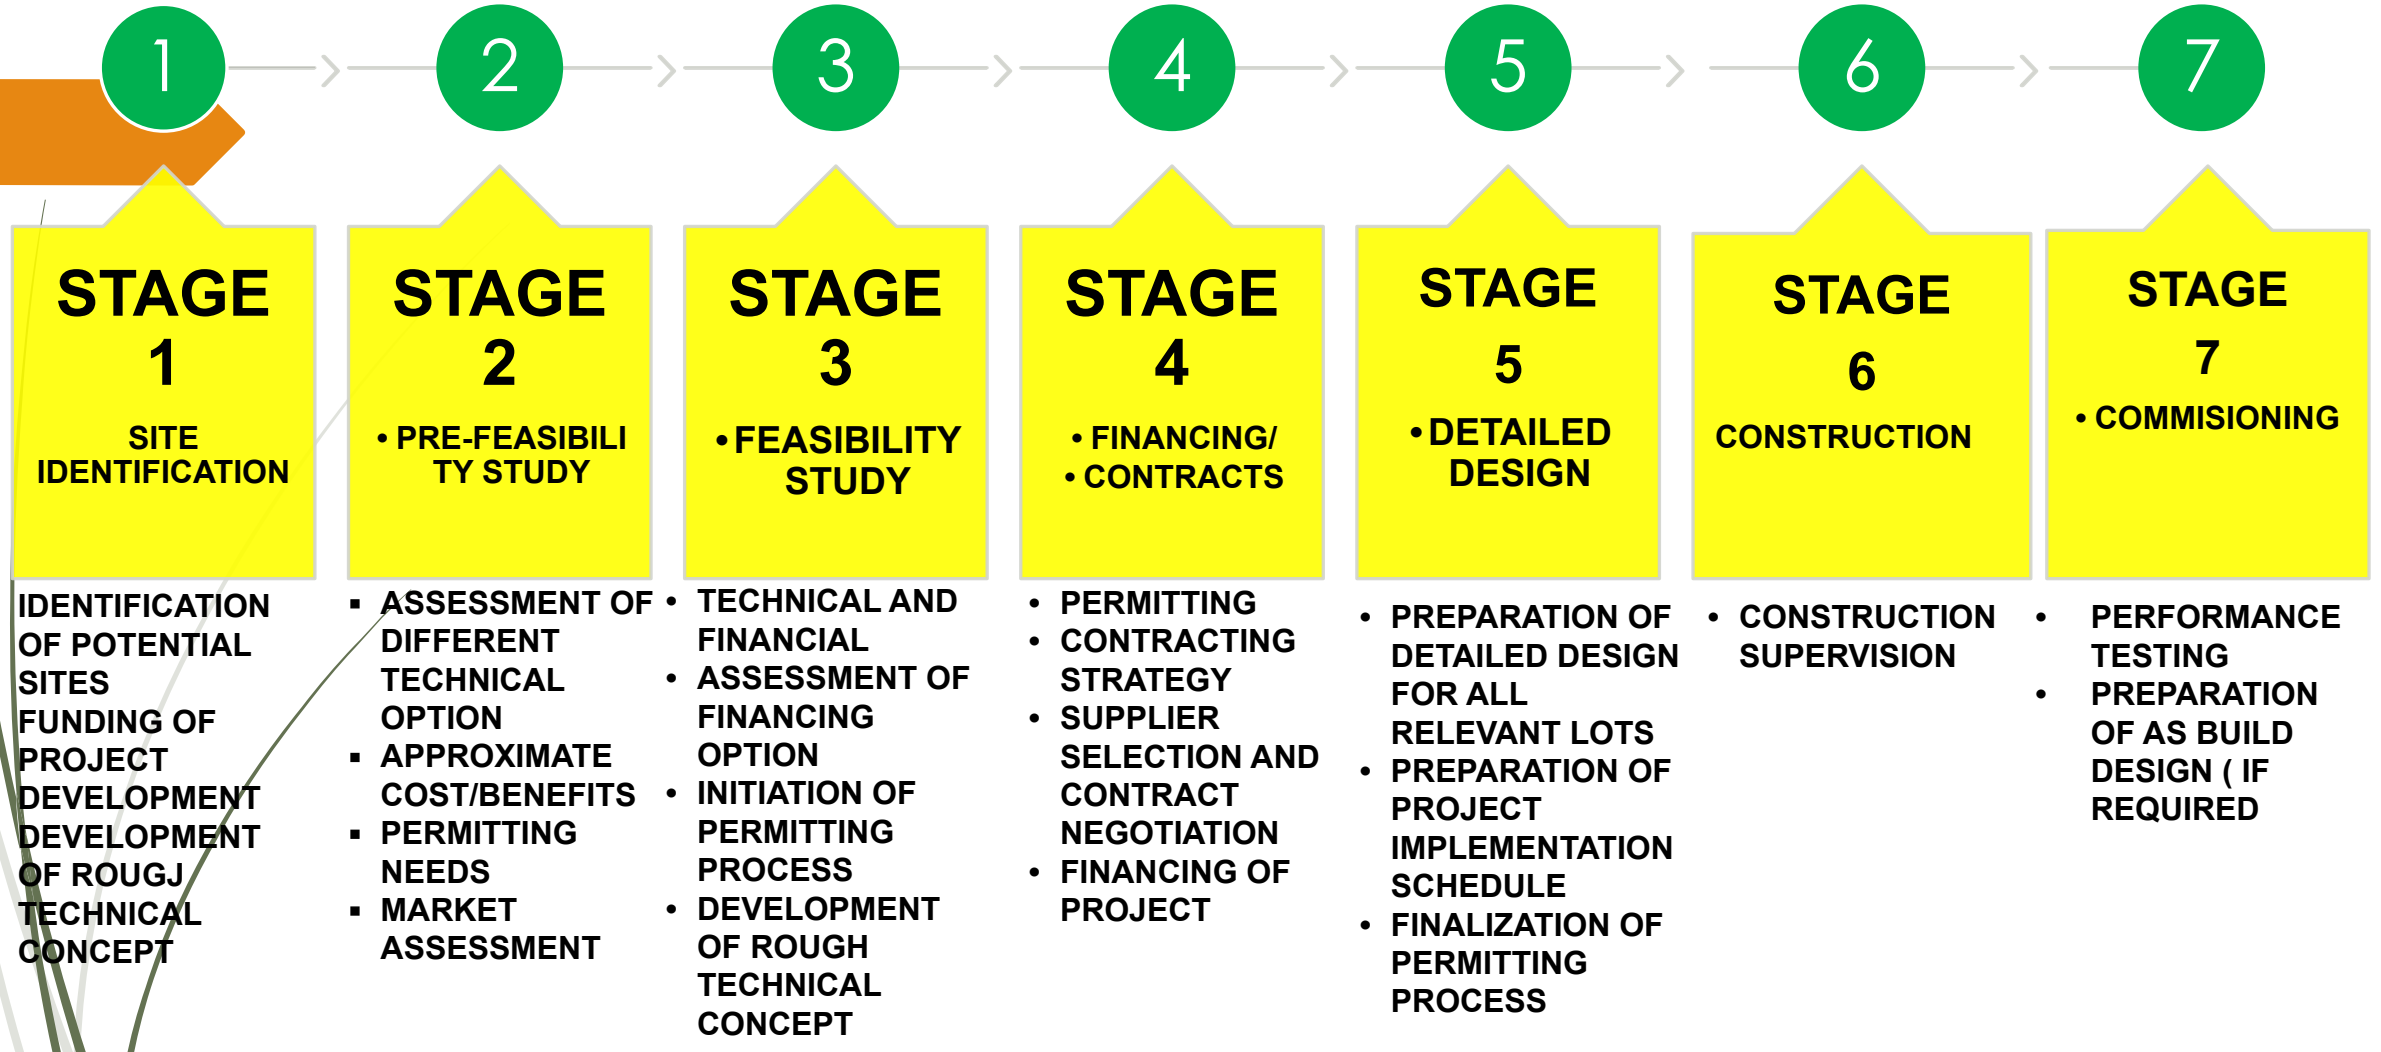 1
2
3
4
5
6
7
STAGE
1
SITE
IDENTIFICATION
IDENTIFICATION
OF POTENTIAL
SITES
FUNDING OF
PROJECT
DEVELOPMENT
DEVELOPMENT
OF ROUGJ
TECHNICAL
CONCEPT
STAGE
2
• PRE-FEASIBILI
TY STUDY
▪ ASSESSMENT OF
DIFFERENT
TECHNICAL
OPTION
▪ APPROXIMATE
COST/BENEFITS
▪ PERMITTING
NEEDS
▪ MARKET
ASSESSMENT
STAGE
3
• FEASIBILITY
STUDY
• TECHNICAL AND
FINANCIAL
• ASSESSMENT OF
FINANCING
OPTION
• INITIATION OF
PERMITTING
PROCESS
• DEVELOPMENT
OF ROUGH
TECHNICAL
CONCEPT
STAGE
4
• FINANCING/
• CONTRACTS
• PERMITTING
• CONTRACTING
STRATEGY
• SUPPLIER
SELECTION AND
CONTRACT
NEGOTIATION
• FINANCING OF
PROJECT
STAGE
5
• DETAILED
DESIGN
• PREPARATION OF
DETAILED DESIGN
FOR ALL
RELEVANT LOTS
• PREPARATION OF
PROJECT
IMPLEMENTATION
SCHEDULE
• FINALIZATION OF
PERMITTING
PROCESS
STAGE
6
CONSTRUCTION
• CONSTRUCTION
SUPERVISION
STAGE
7
• COMMISIONING
• PERFORMANCE
TESTING
• PREPARATION
OF AS BUILD
DESIGN ( IF
REQUIRED